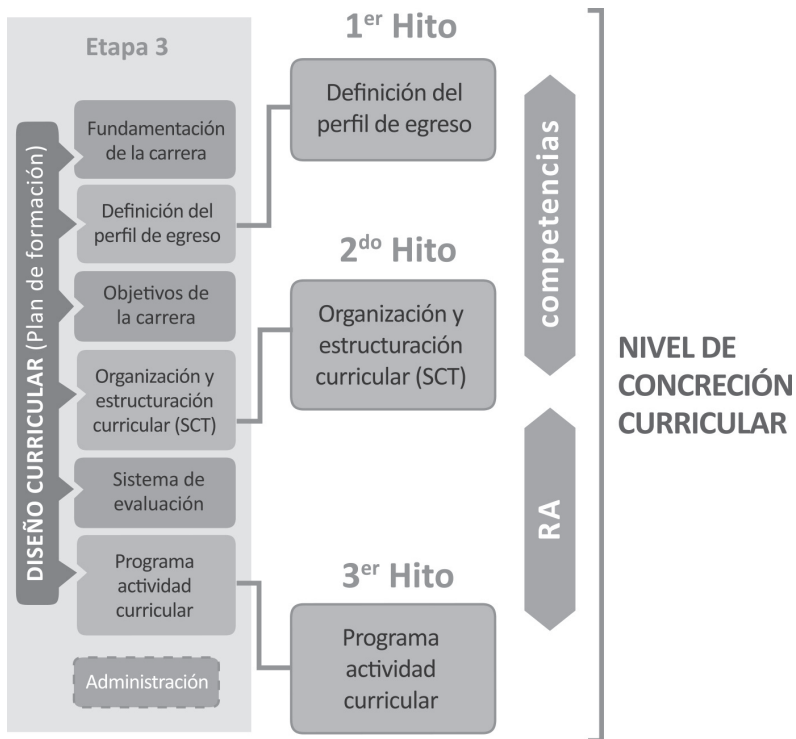 Etapa 3
DISEÑO CURRICULAR (Plan de formación)
Fundamentación
de la carrera
Definición del
perfil de egreso
Objetivos de
la carrera
Organización y
estructuración
curricular (SCT)
Sistema de
evaluación
Programa
actividad
curricular
Administración
1er Hito
Definición del
perfil de egreso
2do Hito
Organización y
estructuración
curricular (SCT)
3er Hito
Programa
actividad
curricular
competencias
RA
NIVEL DE
CONCRECIÓN
CURRICULAR